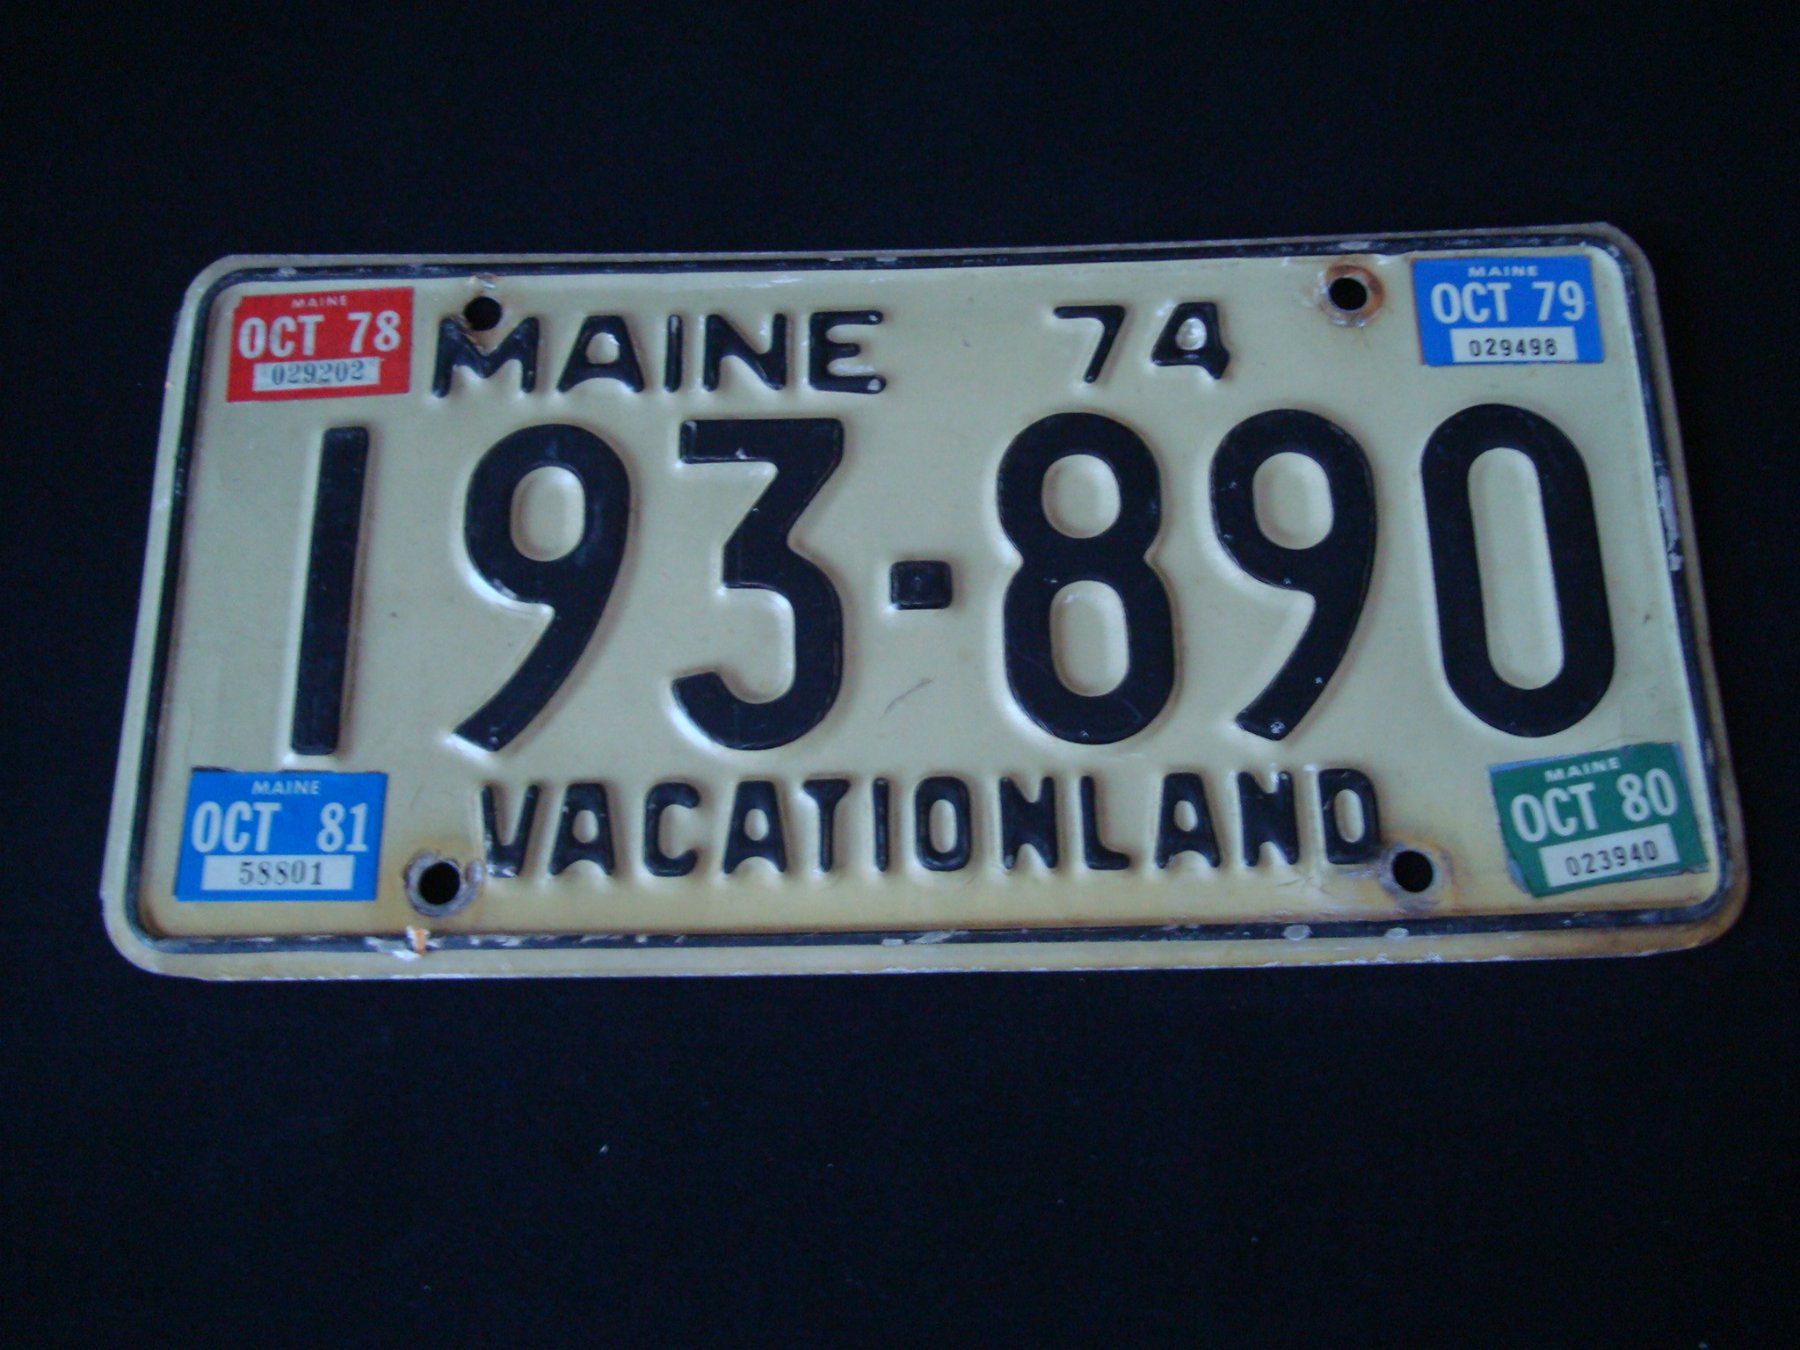 MAINE
OCT 78
029202
MAINE 74
MAINE
OCT 79
029498
193-890
MAINE
OCT 81
58801
VACATIONLAND
MAINE
OCT 80
023940